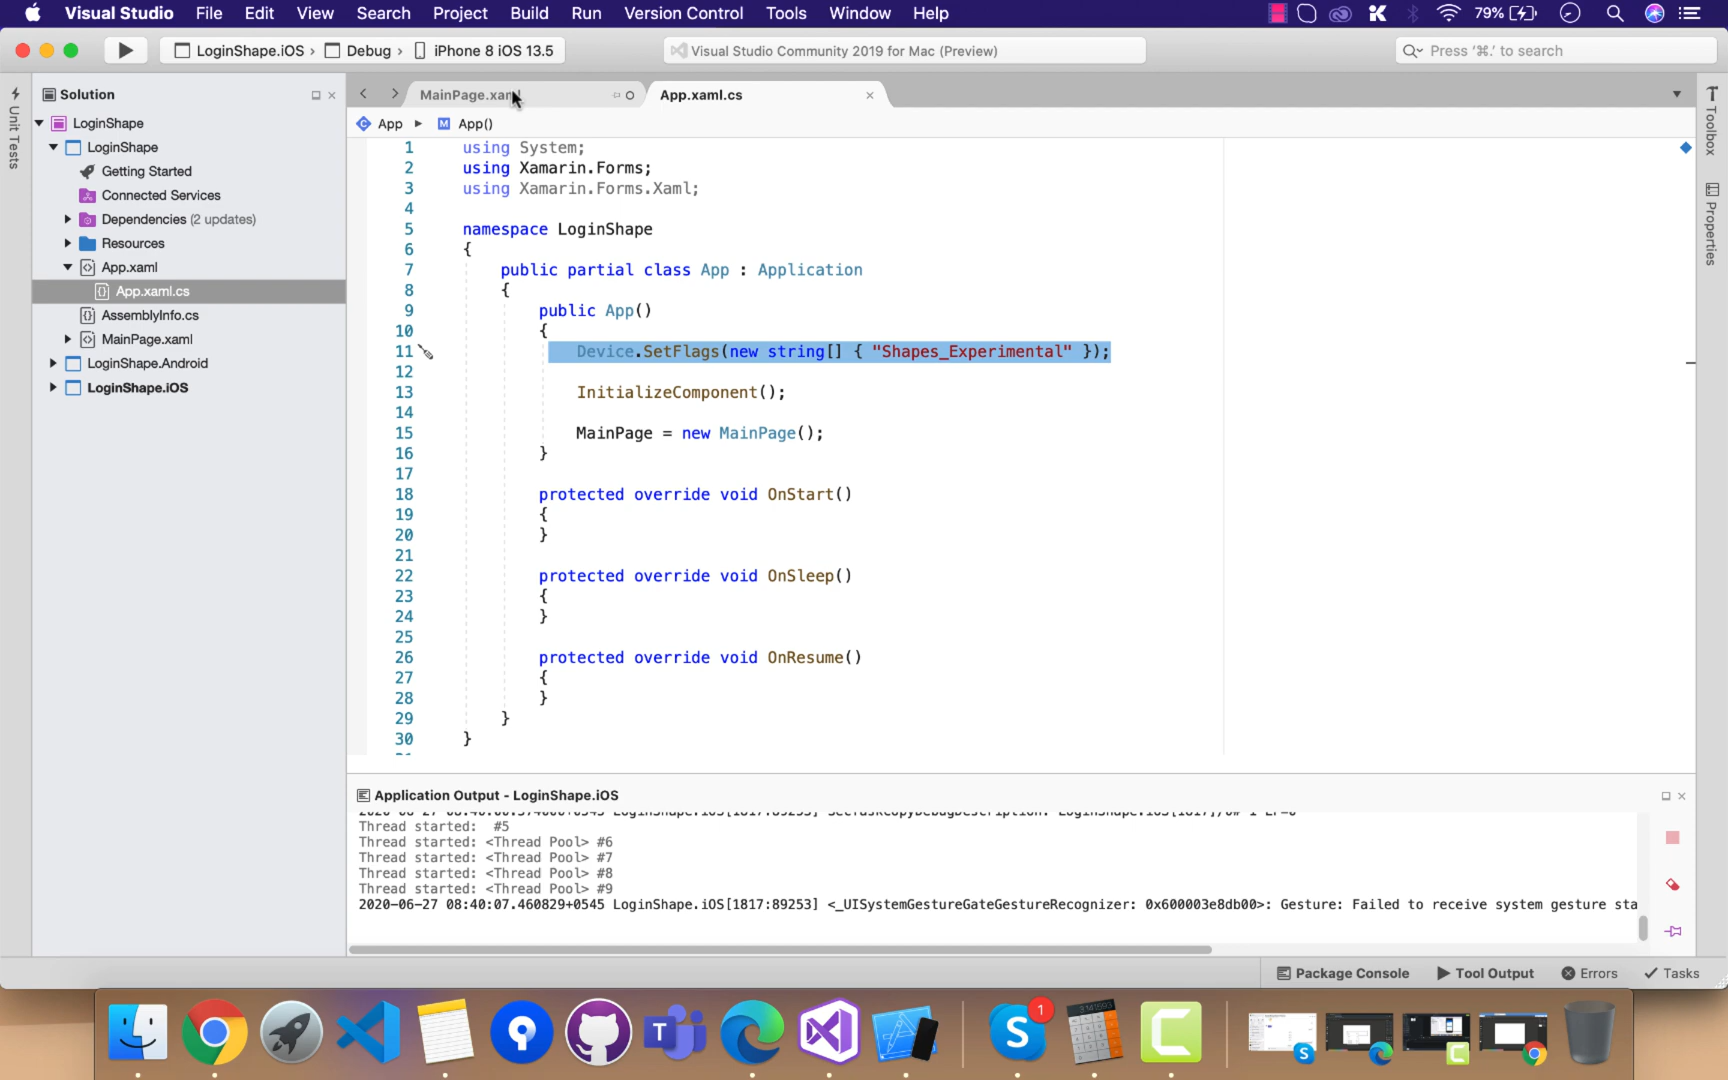 Visual Studio File Edit View Search Project Build Run Version Control Tools Window Help
79%
LoginShape.iOS › Debug › iPhone 8 iOS 13.5
Visual Studio Community 2019 for Mac (Preview)
Press ‘⌘.’ to search
Unit Tests
Solution
LoginShape
LoginShape
Getting Started
Connected Services
Dependencies (2 updates)
Resources
App.xaml
App.xaml.cs
AssemblyInfo.cs
MainPage.xaml
LoginShape.Android
LoginShape.iOS
MainPage.xaml
App.xaml.cs
App
M App()
1 using System;
2 using Xamarin.Forms;
3 using Xamarin.Forms.Xaml;
4
5 namespace LoginShape
6 {
7 public partial class App : Application
8 {
9 public App()
10 {
11 Device.SetFlags(new string[] { "Shapes_Experimental" });
12
13 InitializeComponent();
14
15 MainPage = new MainPage();
16 }
17
18 protected override void OnStart()
19 {
20 }
21
22 protected override void OnSleep()
23 {
24 }
25
26 protected override void OnResume()
27 {
28 }
29 }
30 }
Toolbox
Properties
Application Output - LoginShape.iOS
Thread started: #5
Thread started: <Thread Pool> #6
Thread started: <Thread Pool> #7
Thread started: <Thread Pool> #8
Thread started: <Thread Pool> #9
2020-06-27 08:40:07.460829+0545 LoginShape.iOS[1817:89253] <_UISystemGestureGateGestureRecognizer: 0x600003e8db00>: Gesture: Failed to receive system gesture sta
Package Console Tool Output Errors Tasks
1